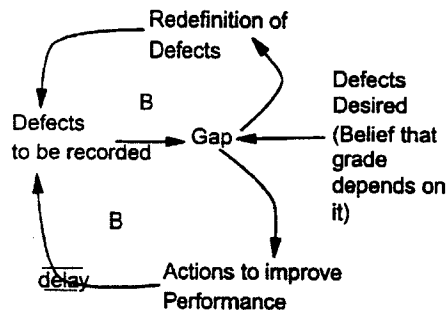 Redefinition of
Defects
B
Defects
to be recorded
Gap
Defects
Desired
(Belief that
grade
depends on
it)
B
delay
Actions to improve
Performance